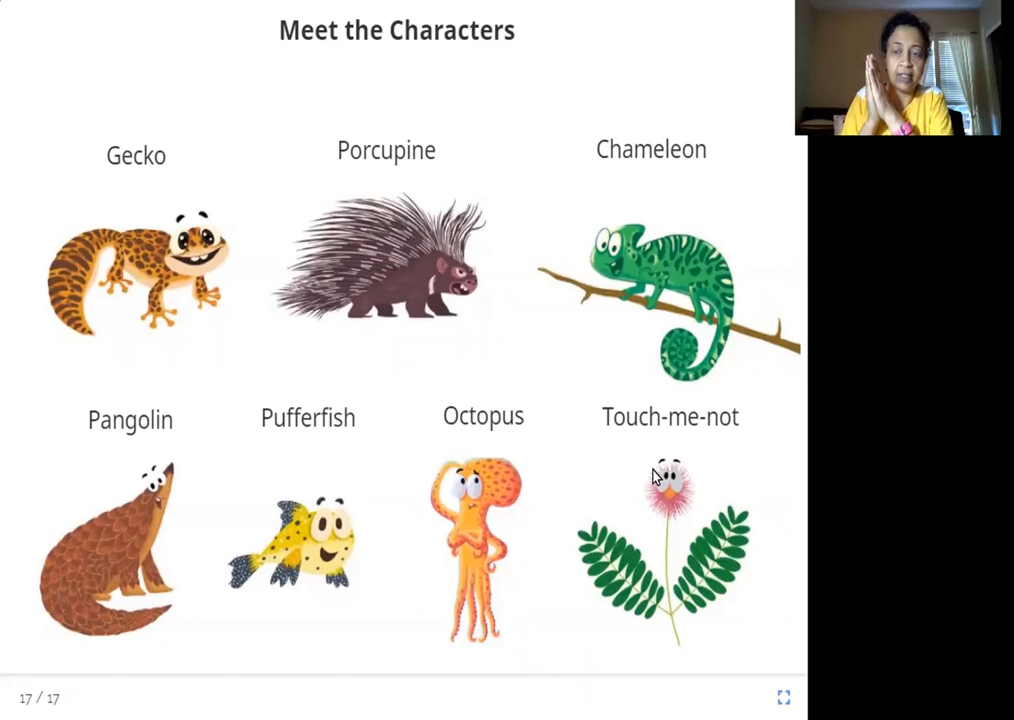 Meet the Characters
Gecko
Porcupine
Chameleon
Pangolin
Pufferfish
Octopus
Touch-me-not
17 / 17